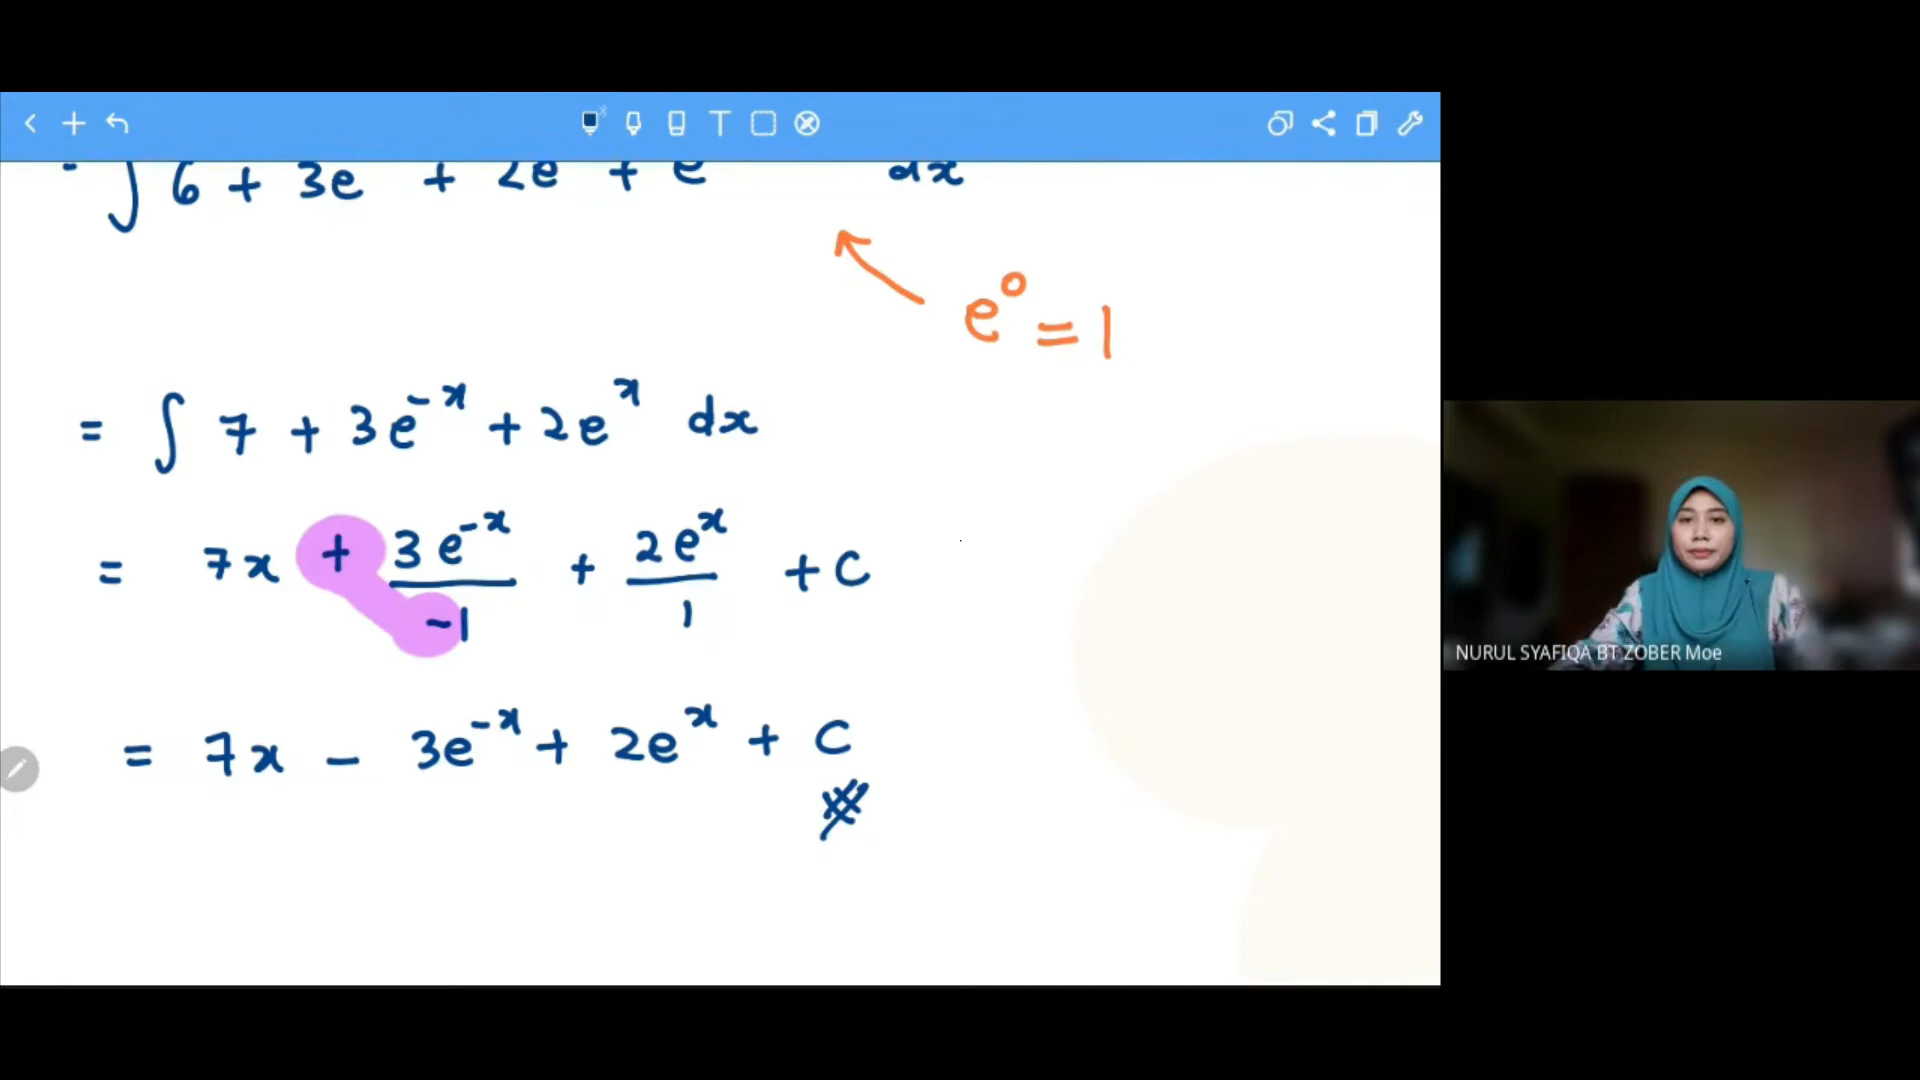 = ∫ 6 + 3e + 2e + e dx
e⁰ = 1
= ∫ 7 + 3e⁻ˣ + 2eˣ dx
= 7x + 3e⁻ˣ/-1 + 2eˣ/1 + C
= 7x - 3e⁻ˣ + 2eˣ + C
NURUL SYAFIQA BT ZOBER Moe